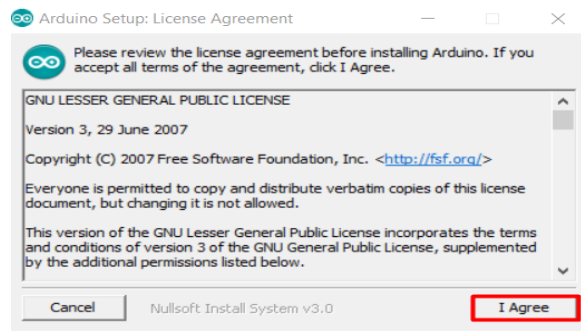 Arduino Setup: License Agreement
Please review the license agreement before installing Arduino. If you
accept all terms of the agreement, click I Agree.
GNU LESSER GENERAL PUBLIC LICENSE
Version 3, 29 June 2007
Copyright (C) 2007 Free Software Foundation, Inc. <http://fsf.org/>
Everyone is permitted to copy and distribute verbatim copies of this license
document, but changing it is not allowed.
This version of the GNU Lesser General Public License incorporates the terms
and conditions of version 3 of the GNU General Public License, supplemented
by the additional permissions listed below.
Cancel
Nullsoft Install System v3.0
I Agree